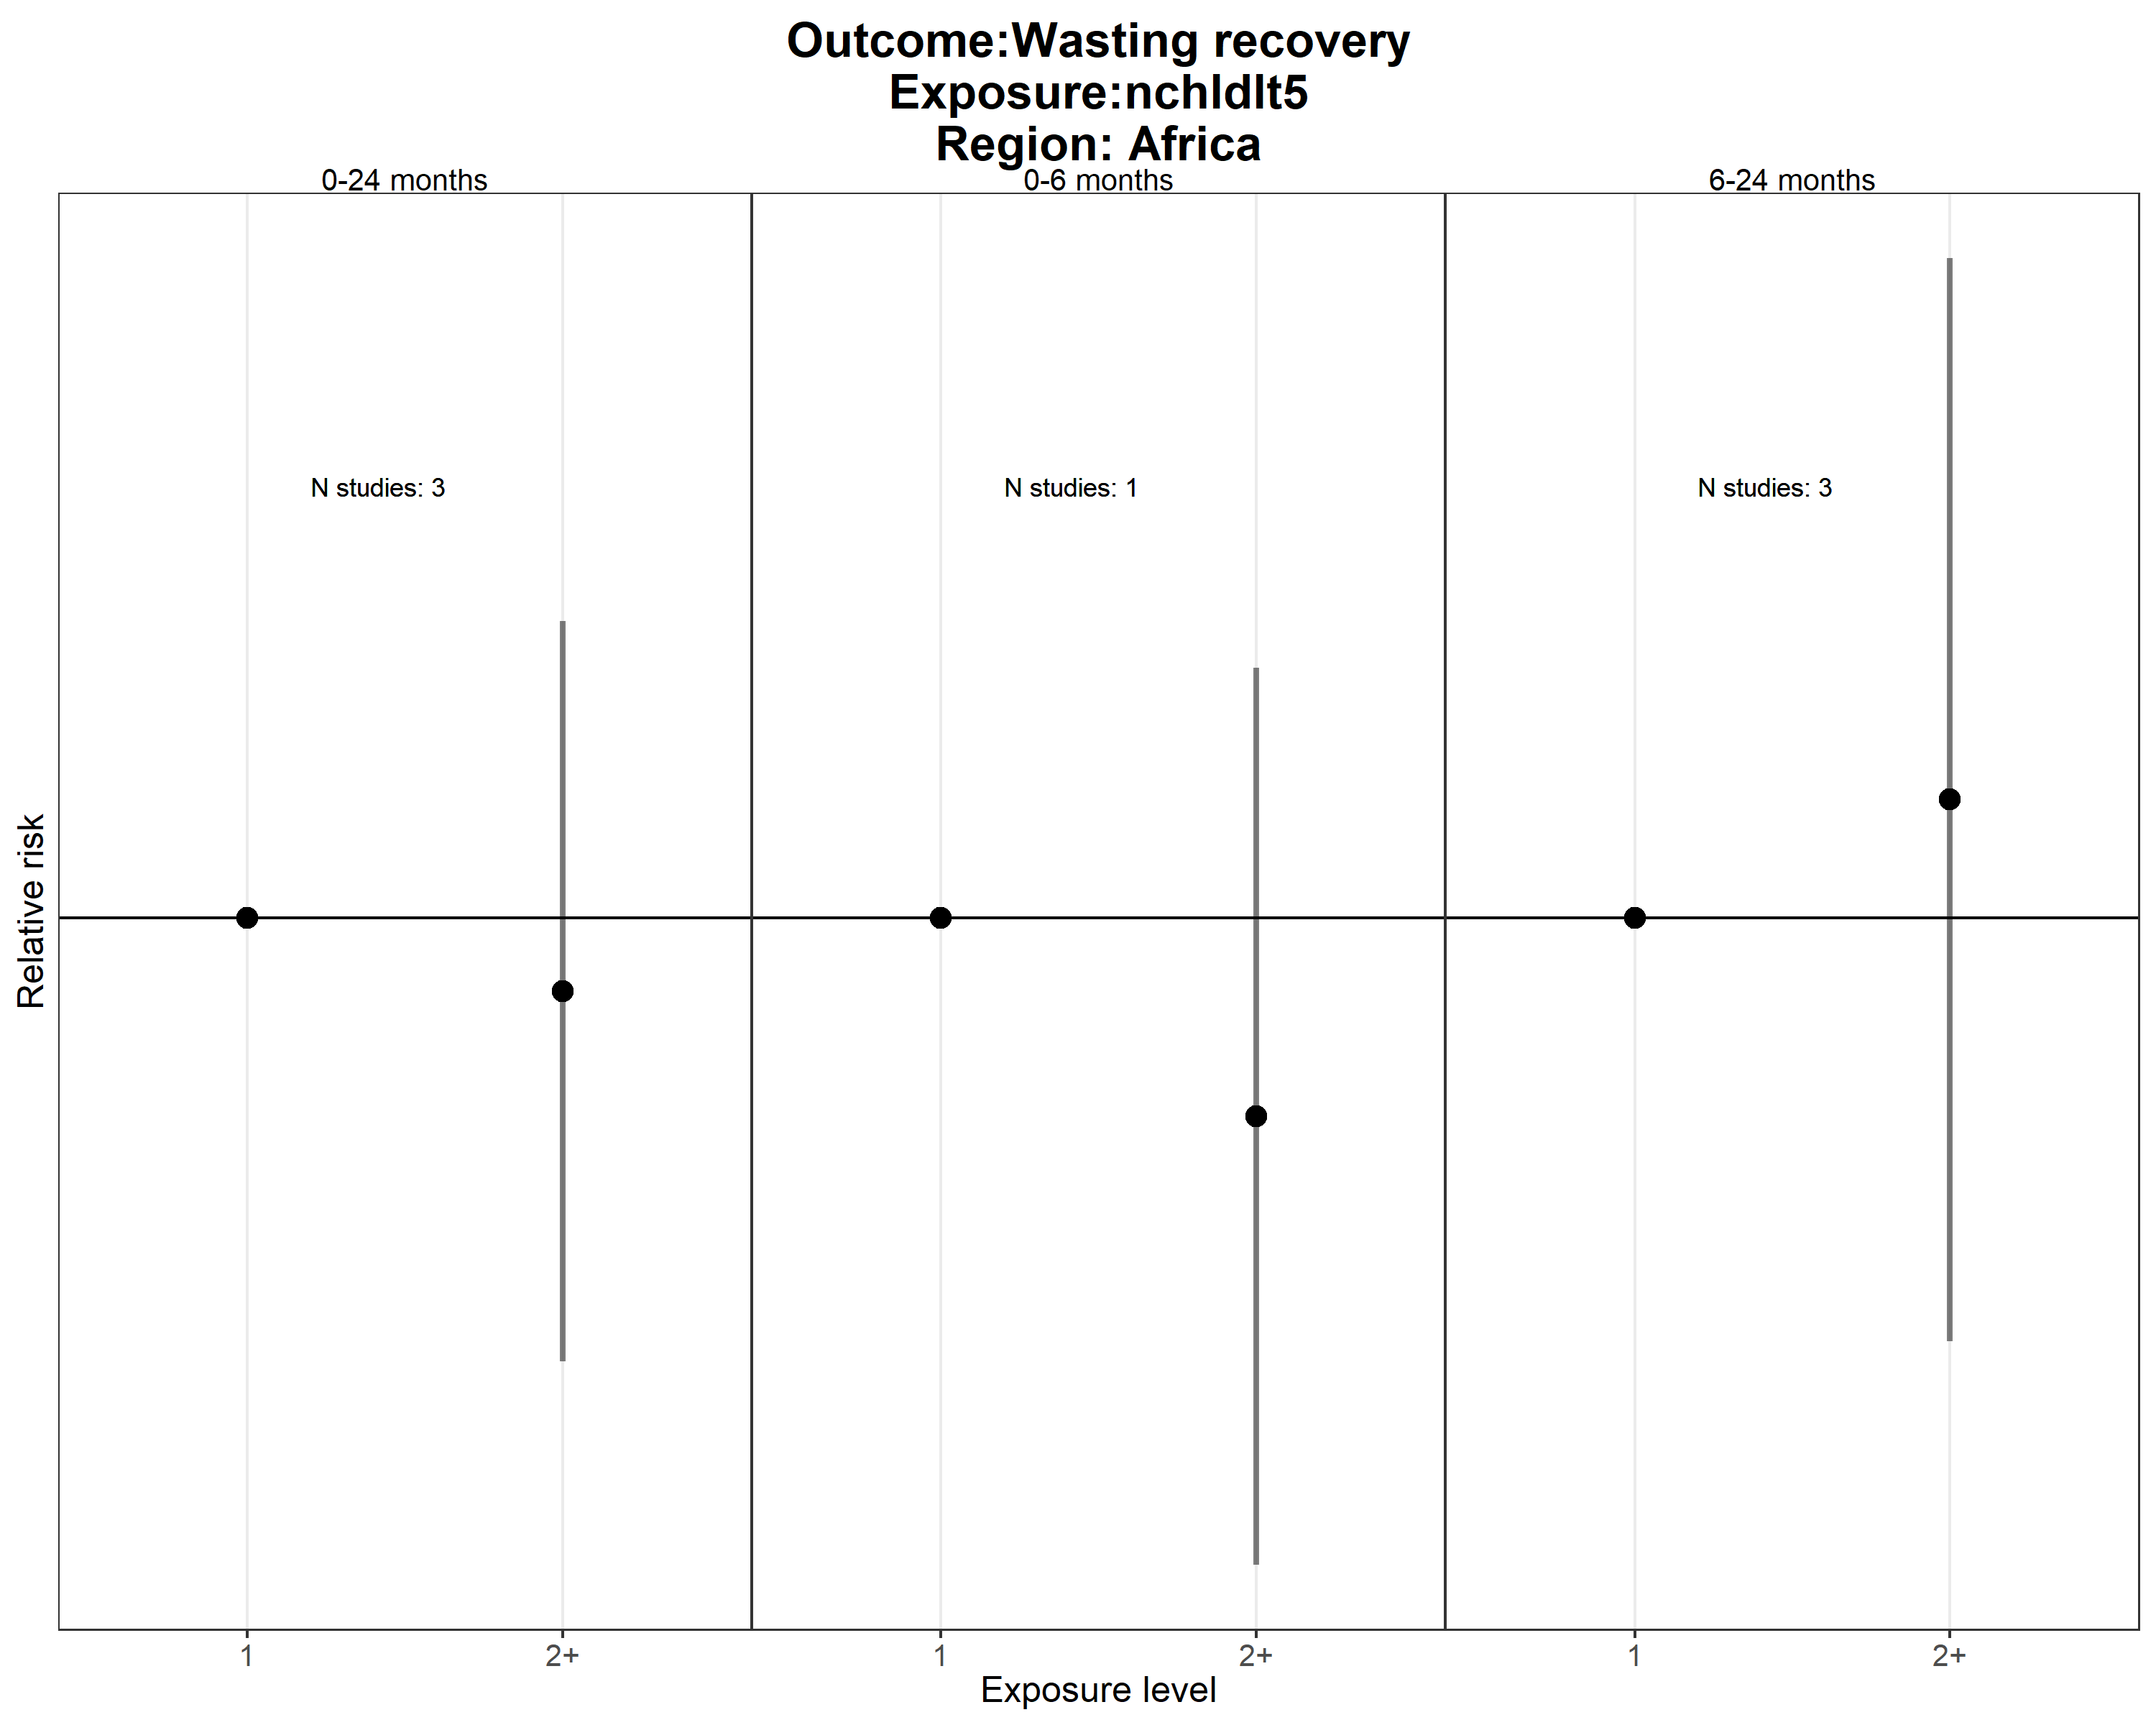 Outcome:Wasting recovery
Exposure:nchldlt5
Region: Africa
0-24 months
0-6 months
6-24 months
N studies: 3
N studies: 1
N studies: 3
Relative risk
1
2+
1
2+
1
2+
Exposure level